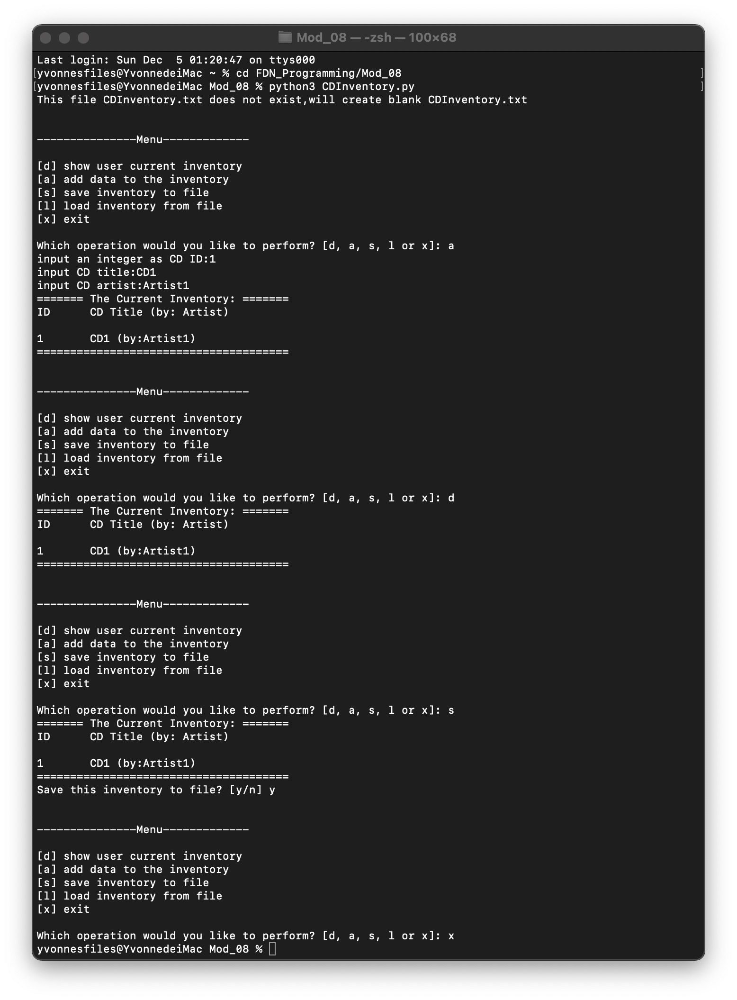 Mod_08 — -zsh — 100×68
Last login: Sun Dec  5 01:20:47 on ttys000
[yvonnesfiles@YvonnedeiMac ~ % cd FDN_Programming/Mod_08 ]
[yvonnesfiles@YvonnedeiMac Mod_08 % python3 CDInventory.py ]
This file CDInventory.txt does not exist,will create blank CDInventory.txt
---------------Menu-------------
[d] show user current inventory
[a] add data to the inventory
[s] save inventory to file
[l] load inventory from file
[x] exit
Which operation would you like to perform? [d, a, s, l or x]: a
input an integer as CD ID:1
input CD title:CD1
input CD artist:Artist1
======= The Current Inventory: =======
ID      CD Title (by: Artist)
1       CD1 (by:Artist1)
======================================
---------------Menu-------------
[d] show user current inventory
[a] add data to the inventory
[s] save inventory to file
[l] load inventory from file
[x] exit
Which operation would you like to perform? [d, a, s, l or x]: d
======= The Current Inventory: =======
ID      CD Title (by: Artist)
1       CD1 (by:Artist1)
======================================
---------------Menu-------------
[d] show user current inventory
[a] add data to the inventory
[s] save inventory to file
[l] load inventory from file
[x] exit
Which operation would you like to perform? [d, a, s, l or x]: s
======= The Current Inventory: =======
ID      CD Title (by: Artist)
1       CD1 (by:Artist1)
======================================
Save this inventory to file? [y/n] y
---------------Menu-------------
[d] show user current inventory
[a] add data to the inventory
[s] save inventory to file
[l] load inventory from file
[x] exit
Which operation would you like to perform? [d, a, s, l or x]: x
yvonnesfiles@YvonnedeiMac Mod_08 %